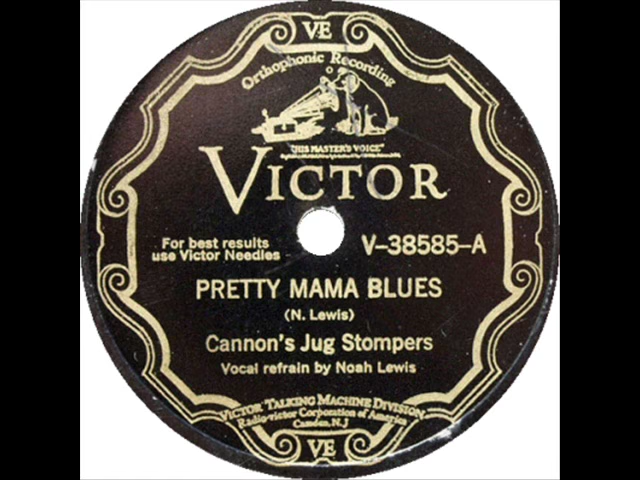 VE
Orthophonic Recording
"HIS MASTER'S VOICE"
VICTOR
For best results
use Victor Needles
V-38585-A
PRETTY MAMA BLUES
(N. Lewis)
Cannon's Jug Stompers
Vocal refrain by Noah Lewis
VICTOR TALKING MACHINE DIVISION
Radio-victor Corporation of America
Camden, N.J
VE